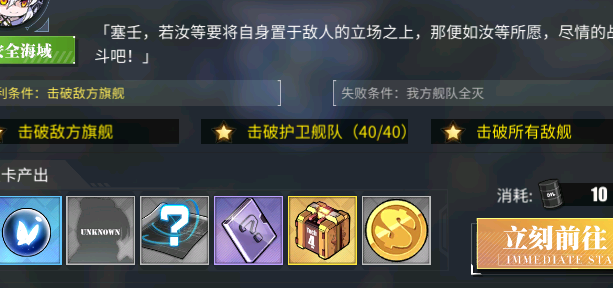 「塞壬，若汝等要将自身置于敌人的立场之上，那便如汝等所愿，尽情的战
斗吧！」
安全海域
利条件：击破敌方旗舰
失败条件：我方舰队全灭
击破敌方旗舰
击破护卫舰队（40/40）
击破所有敌舰
卡产出
UNKNOWN
Tech
4
消耗:
OIL
10
立刻前往
IMMEDIATE STA